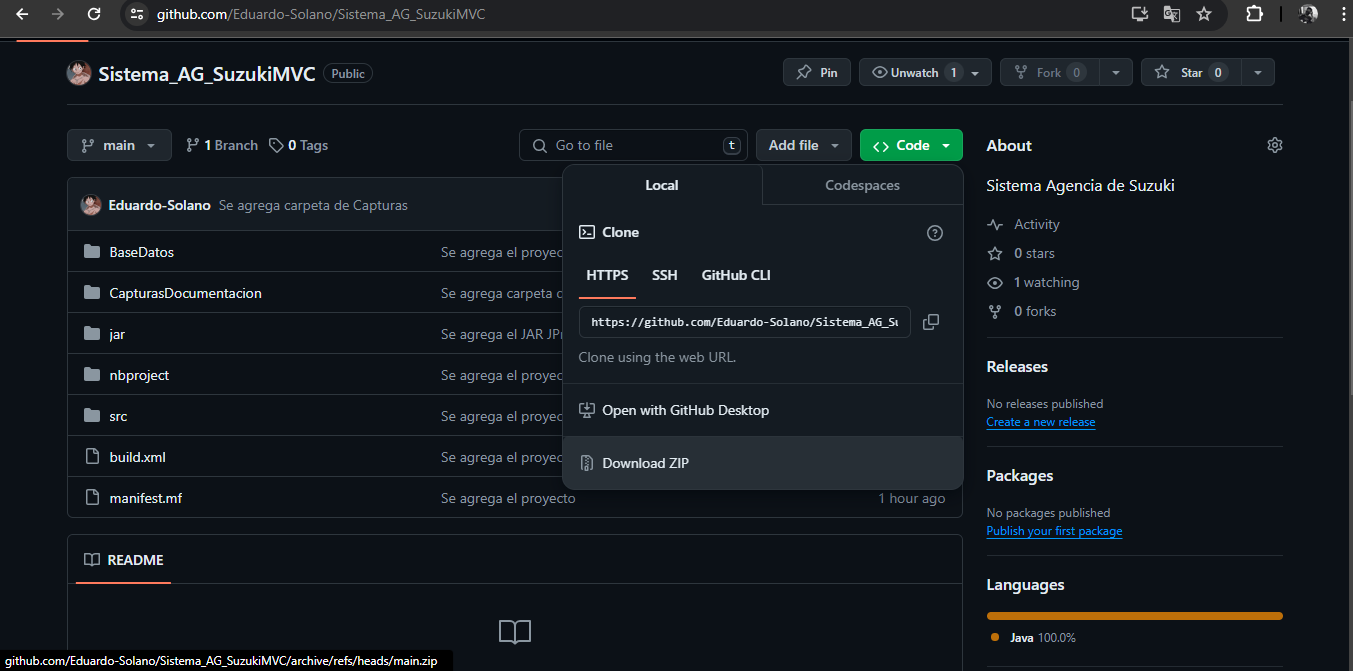 github.com/Eduardo-Solano/Sistema_AG_SuzukiMVC
Sistema_AG_SuzukiMVC Public
Pin
Unwatch 1
Fork 0
Star 0
main
1 Branch
0 Tags
Go to file t
Add file
Code
About
Local
Codespaces
Sistema Agencia de Suzuki
Eduardo-Solano Se agrega carpeta de Capturas
Activity
Clone
BaseDatos Se agrega el proyec
0 stars
HTTPS SSH GitHub CLI
1 watching
CapturasDocumentacion Se agrega carpeta c
0 forks
https://github.com/Eduardo-Solano/Sistema_AG_Su
jar Se agrega el JAR JPr
Clone using the web URL.
Releases
nbproject Se agrega el proyec
No releases published
Open with GitHub Desktop
src Se agrega el proyec
Create a new release
build.xml Se agrega el proyec
Download ZIP
Packages
manifest.mf Se agrega el proyecto 1 hour ago
No packages published
Publish your first package
README
Languages
Java 100.0%
github.com/Eduardo-Solano/Sistema_AG_SuzukiMVC/archive/refs/heads/main.zip